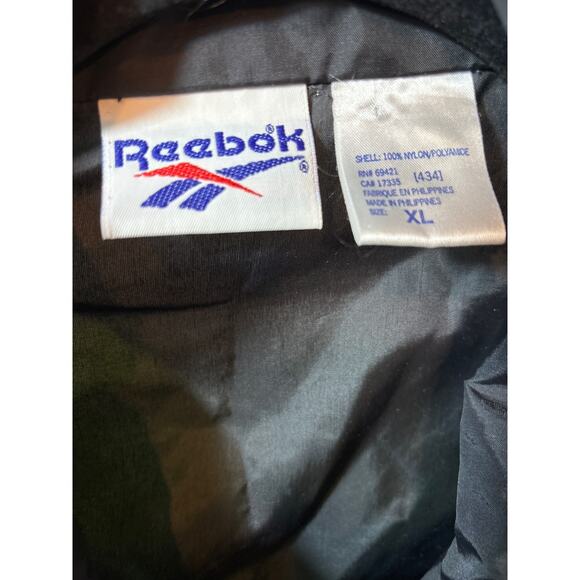 Reebok
SHELL: 100% NYLON/POLYAMIDE
RN# 69421
CA# 17335 [434]
FABRIQUE EN PHILIPPINES
MADE IN PHILIPPINES
SIZE: XL